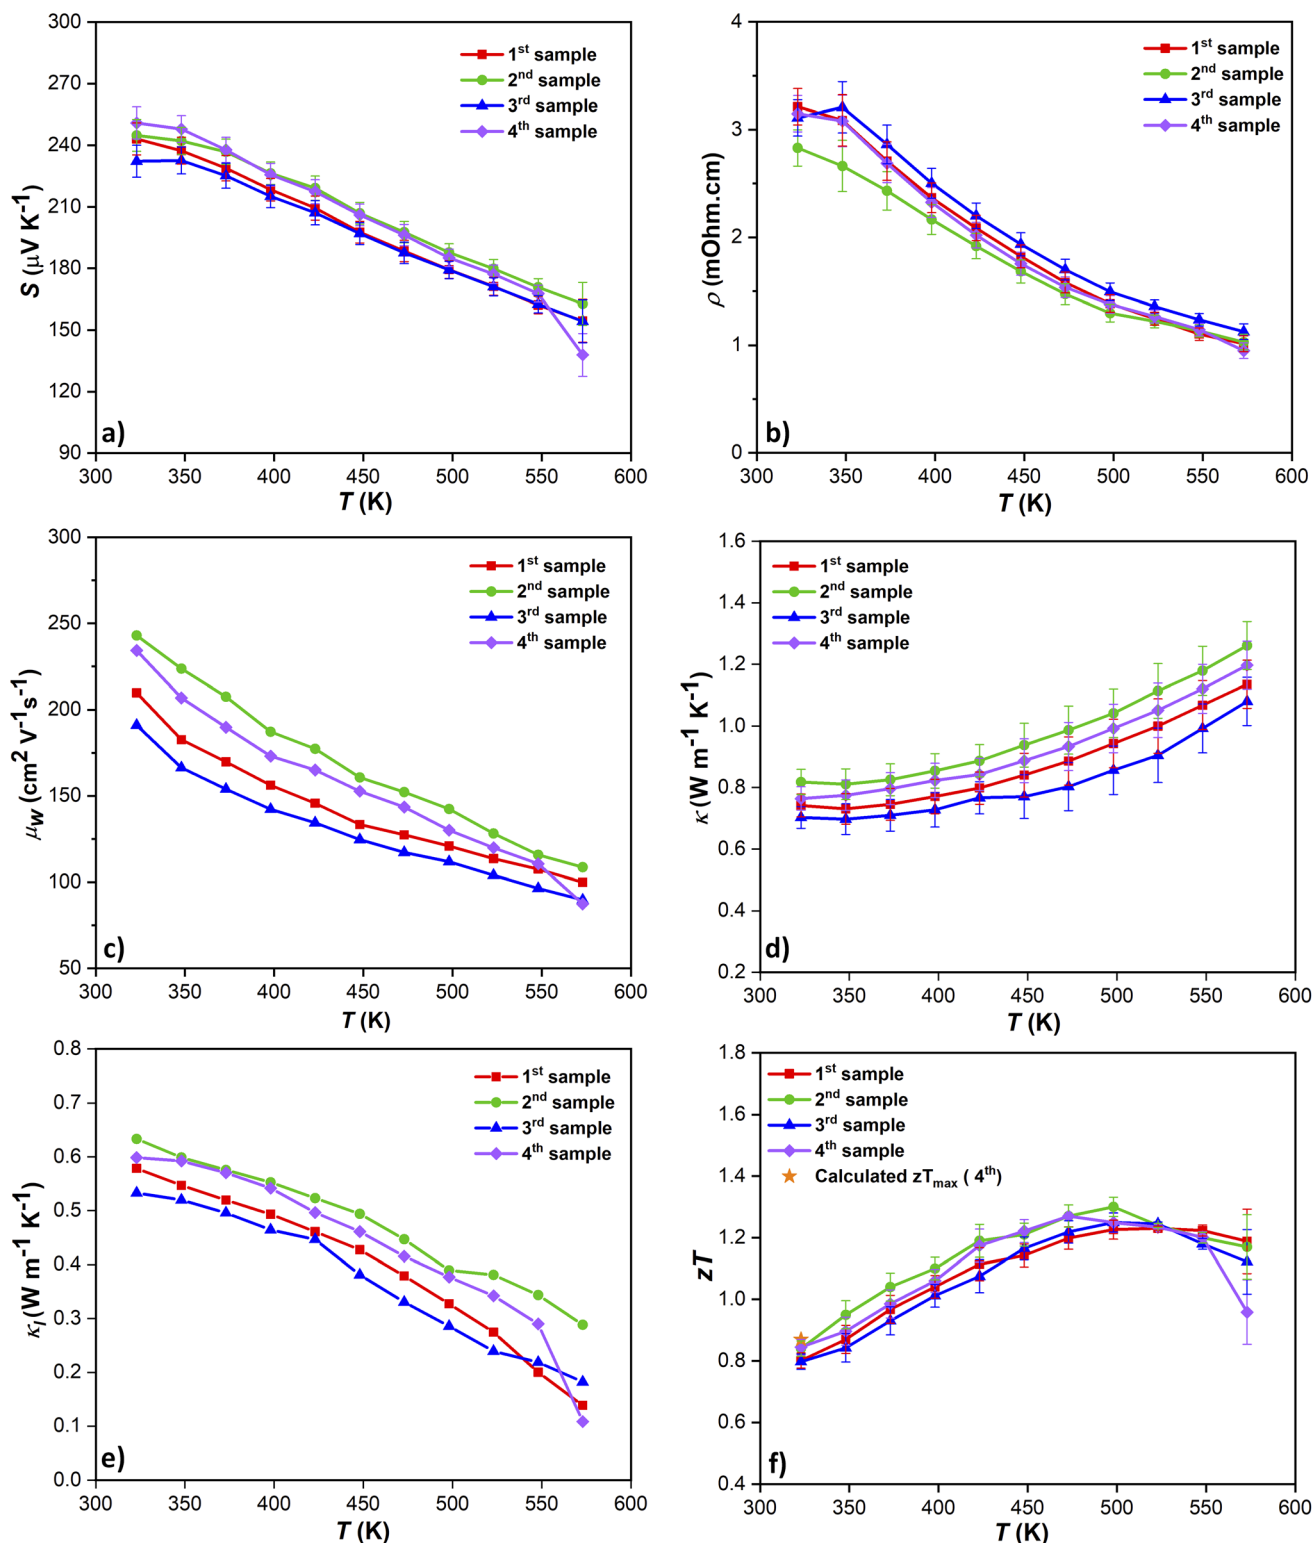 300
270
240
210
180
150
120
90
S (μV K⁻¹)
1st sample
2nd sample
3rd sample
4th sample
a)
300 350 400 450 500 550 600
T (K)
4
3
2
1
0
ρ (mOhm.cm)
1st sample
2nd sample
3rd sample
4th sample
b)
300 350 400 450 500 550 600
T (K)
300
250
200
150
100
50
μW (cm² V⁻¹s⁻¹)
1st sample
2nd sample
3rd sample
4th sample
c)
300 350 400 450 500 550 600
T (K)
1.6
1.4
1.2
1.0
0.8
0.6
0.4
0.2
κ (W m⁻¹ K⁻¹)
1st sample
2nd sample
3rd sample
4th sample
d)
300 350 400 450 500 550 600
T (K)
0.8
0.7
0.6
0.5
0.4
0.3
0.2
0.1
0.0
κl (W m⁻¹ K⁻¹)
1st sample
2nd sample
3rd sample
4th sample
e)
300 350 400 450 500 550 600
T (K)
1.8
1.6
1.4
1.2
1.0
0.8
0.6
0.4
zT
1st sample
2nd sample
3rd sample
4th sample
Calculated zTmax ( 4th)
f)
300 350 400 450 500 550 600
T (K)